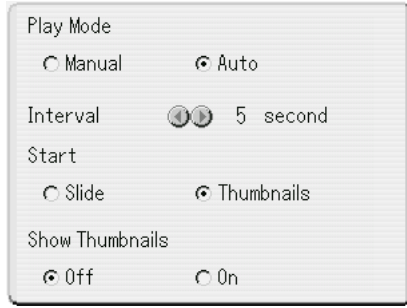 Play Mode
Manual Auto
Interval 5 second
Start
Slide Thumbnails
Show Thumbnails
Off On